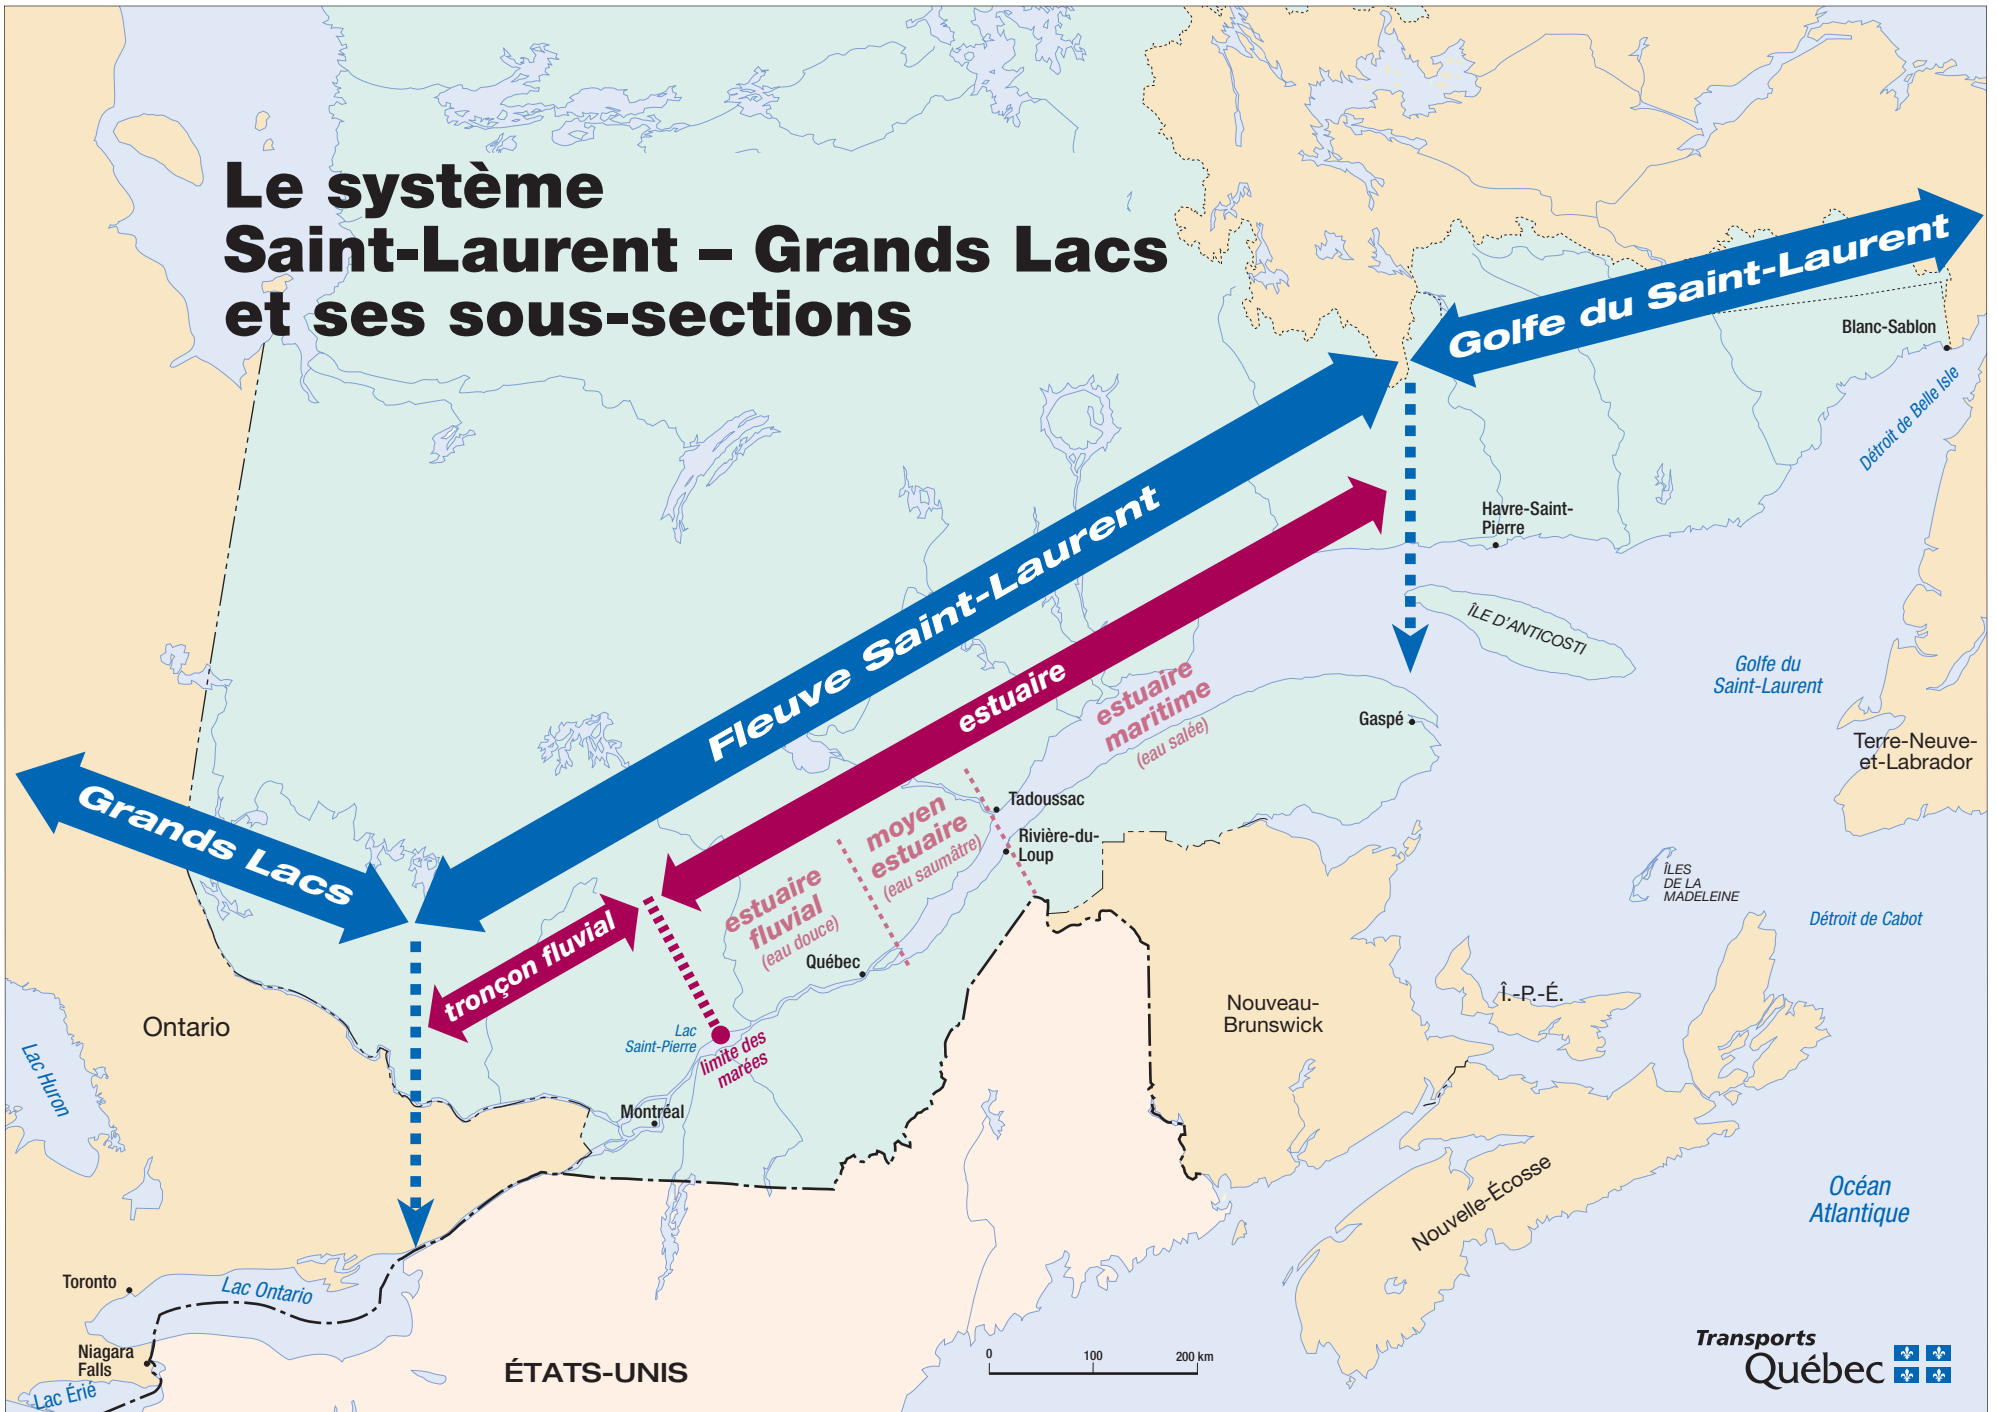 Le système
Saint-Laurent – Grands Lacs
et ses sous-sections
Golfe du Saint-Laurent
Blanc-Sablon
Détroit de Belle Isle
Havre-Saint-
Pierre
Fleuve Saint-Laurent
ÎLE D'ANTICOSTI
estuaire
estuaire
maritime
(eau salée)
Golfe du
Saint-Laurent
Gaspé
Terre-Neuve-
et-Labrador
Grands Lacs
Tadoussac
moyen
estuaire
(eau saumâtre)
Rivière-du-
Loup
estuaire
fluvial
(eau douce)
ÎLES
DE LA
MADELEINE
Détroit de Cabot
tronçon fluvial
Québec
Î.-P.-É.
Nouveau-
Brunswick
Ontario
Lac
Saint-Pierre
limite des
marées
Lac Huron
Montréal
Nouvelle-Écosse
Océan
Atlantique
Toronto
Lac Ontario
Niagara
Falls
Lac Érié
ÉTATS-UNIS
0 100 200 km
Transports
Québec